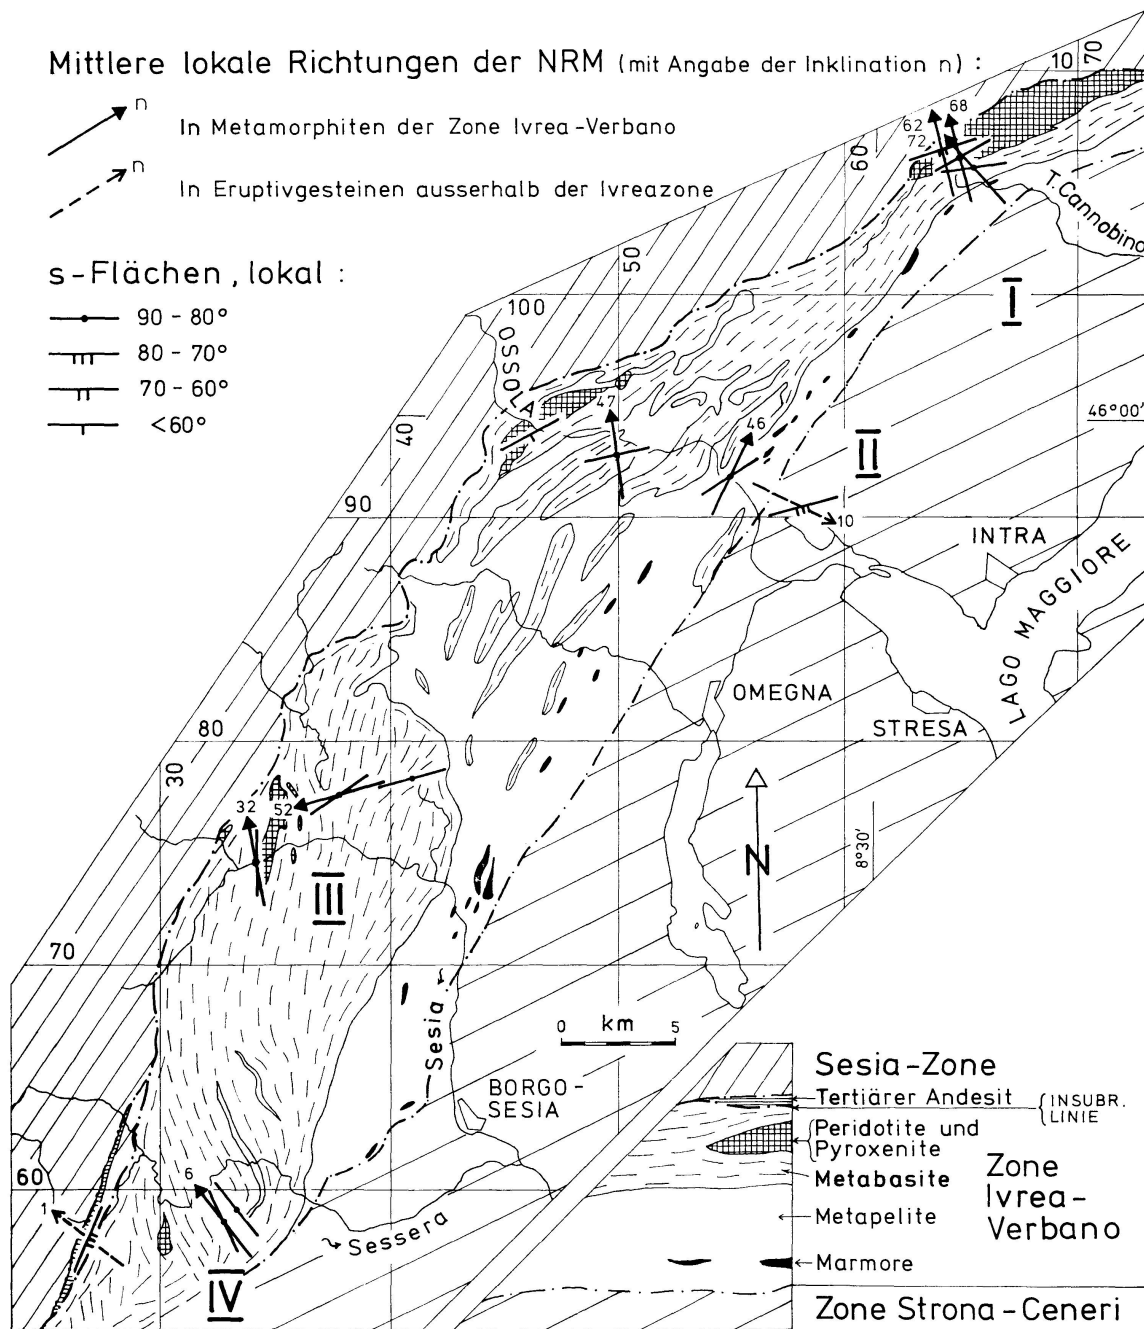 Mittlere lokale Richtungen der NRM (mit Angabe der Inklination n) :
n
In Metamorphiten der Zone Ivrea-Verbano
n
In Eruptivgesteinen ausserhalb der Ivreazone
s-Flächen, lokal :
90 - 80°
80 - 70°
70 - 60°
<60°
10
70
68
62
72
60
T. Cannobino
50
I
100
OSSOLA
47
40
46
46°00'
II
90
10
INTRA
LAGO MAGGIORE
OMEGNA
STRESA
80
30
32
52
8°30'
N
III
70
Sesia
0 km 5
BORGO-
SESIA
60
6
1
Sessera
IV
Sesia-Zone
Tertiärer Andesit
INSUBR.
LINIE
Peridotite und
Pyroxenite
Metabasite
Metapelite
Marmore
Zone
Ivrea-
Verbano
Zone Strona-Ceneri